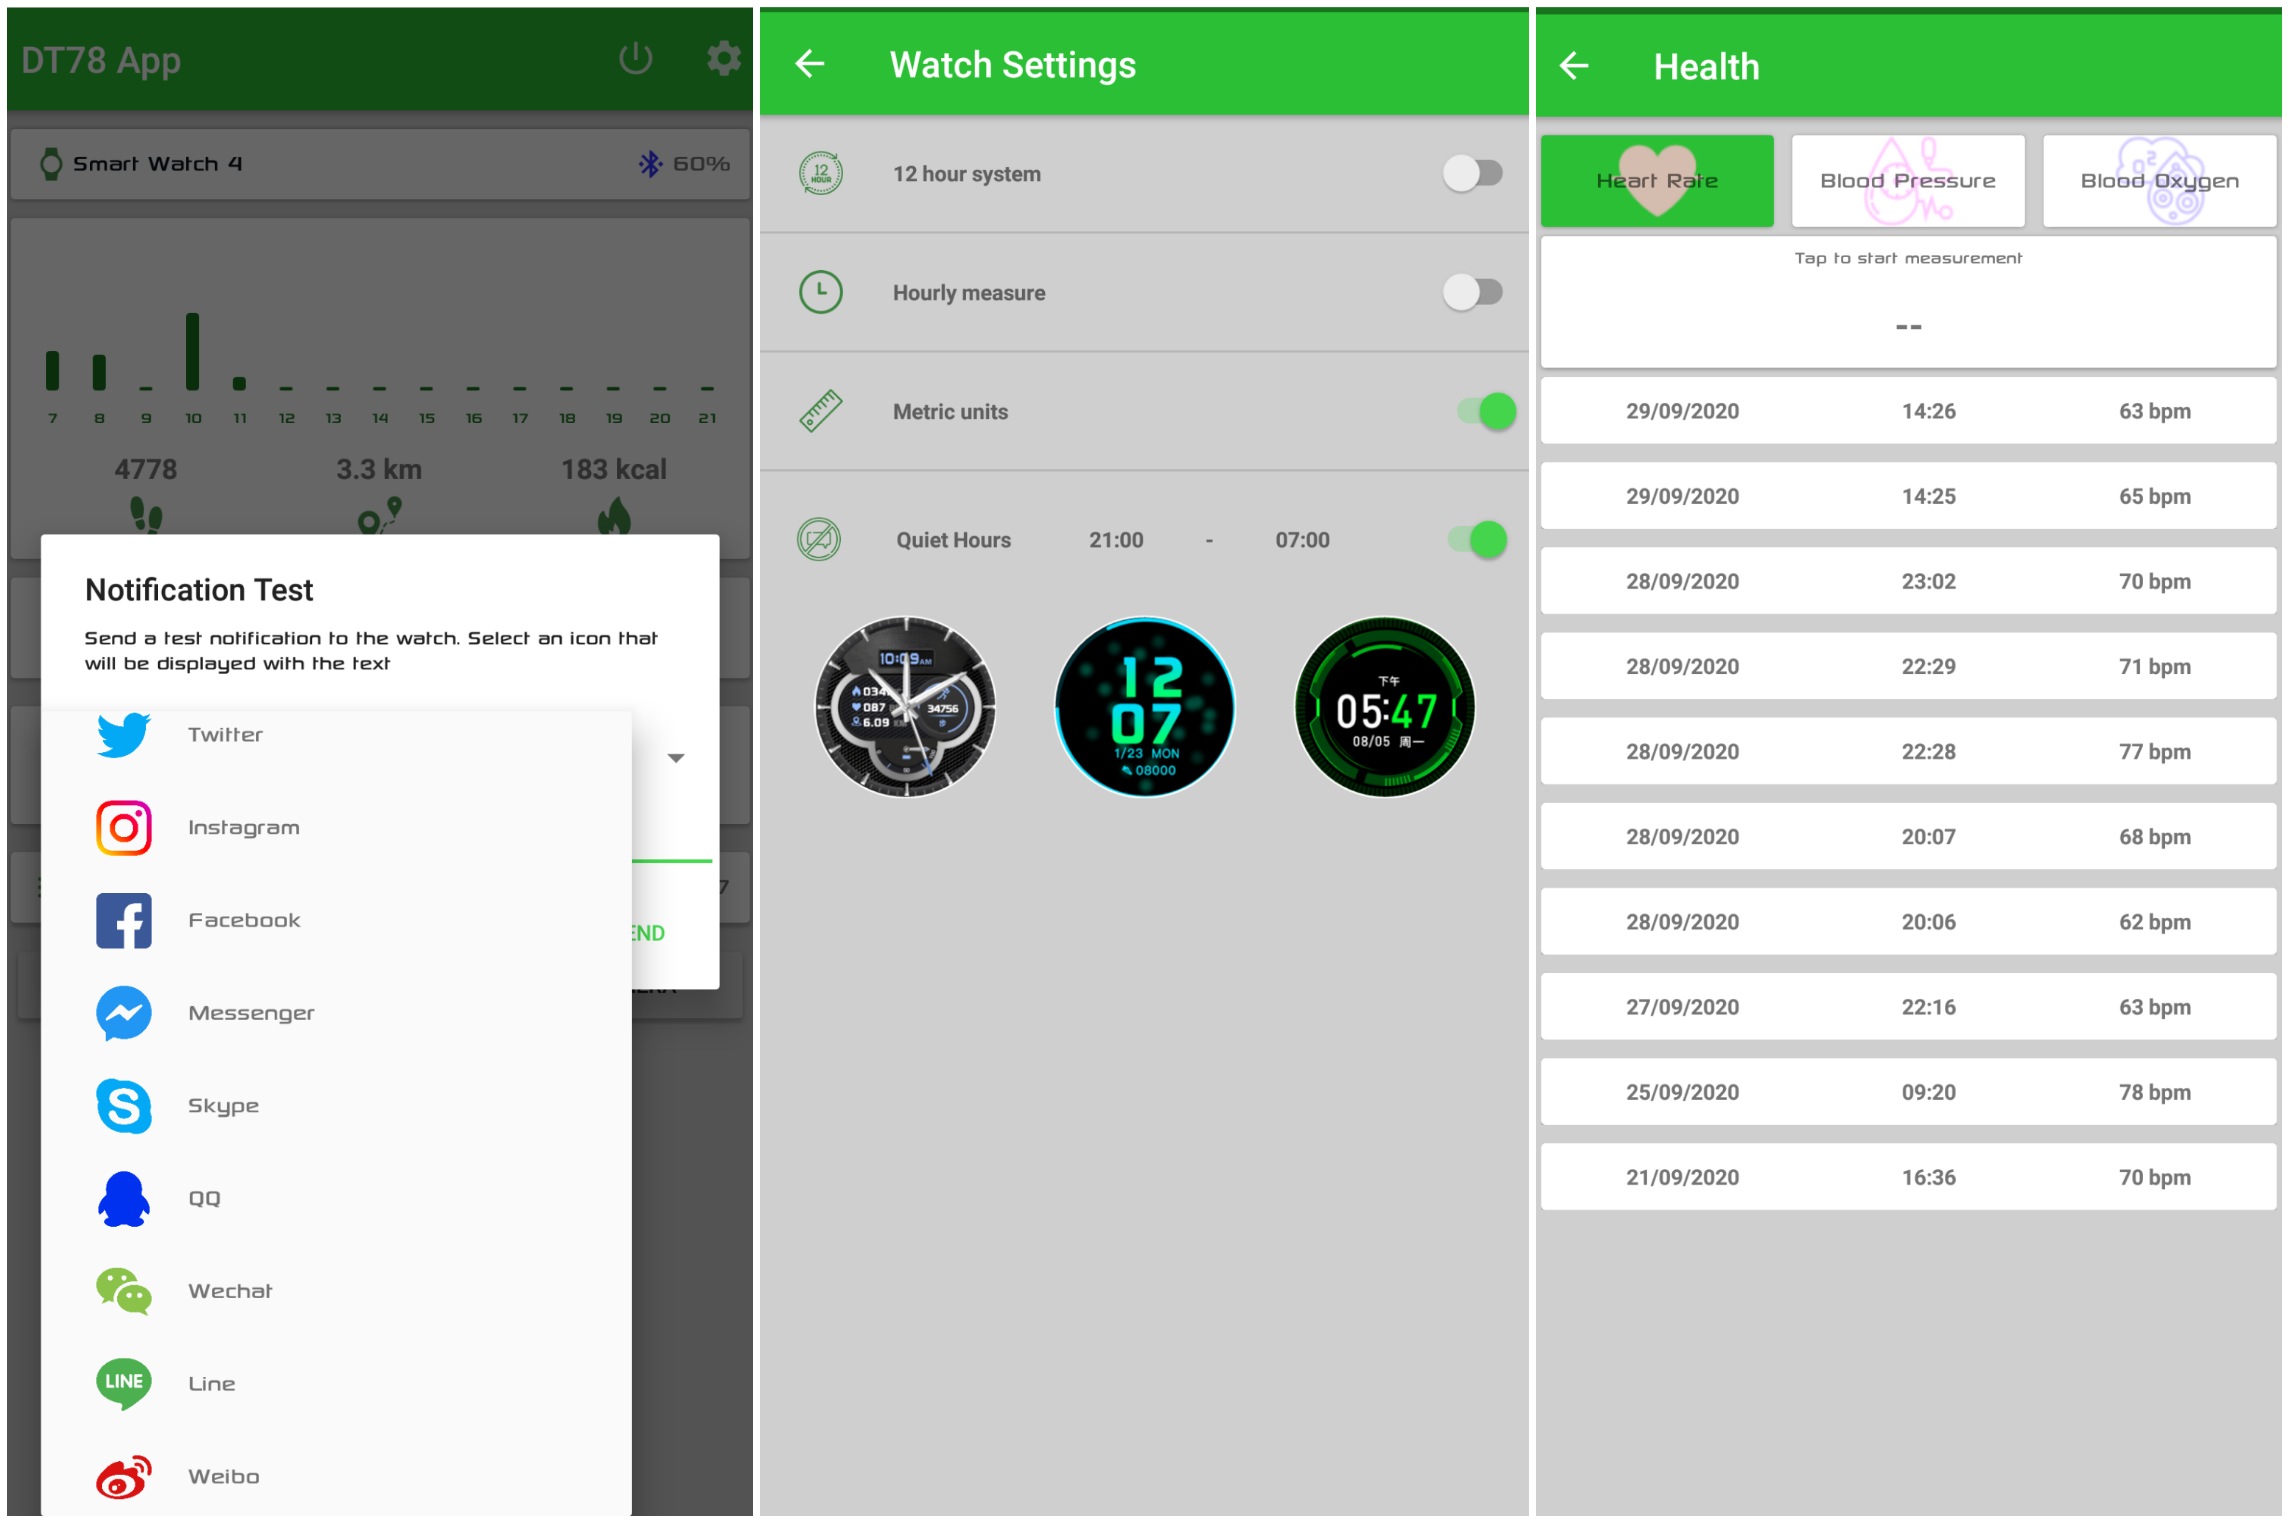 DT78 App
Smart Watch 4
60%
7 8 9 10 11 12 13 14 15 16 17 18 19 20 21
4778 3.3 km 183 kcal
Notification Test
Send a test notification to the watch. Select an icon that
will be displayed with the text
Twitter
Instagram
Facebook
Messenger
Skype
QQ
Wechat
LINE
Line
Weibo
7
END
Watch Settings
12
HOUR
12 hour system
Hourly measure
Metric units
Quiet Hours 21:00 - 07:00
10:09AM
034
087
6.09
34756
12
07
1/23 MON
08000
下午
05:47
08/05 周一
Health
Heart Rate
Blood Pressure
Blood Oxygen
Tap to start measurement
--
29/09/2020 14:26 63 bpm
29/09/2020 14:25 65 bpm
28/09/2020 23:02 70 bpm
28/09/2020 22:29 71 bpm
28/09/2020 22:28 77 bpm
28/09/2020 20:07 68 bpm
28/09/2020 20:06 62 bpm
27/09/2020 22:16 63 bpm
25/09/2020 09:20 78 bpm
21/09/2020 16:36 70 bpm